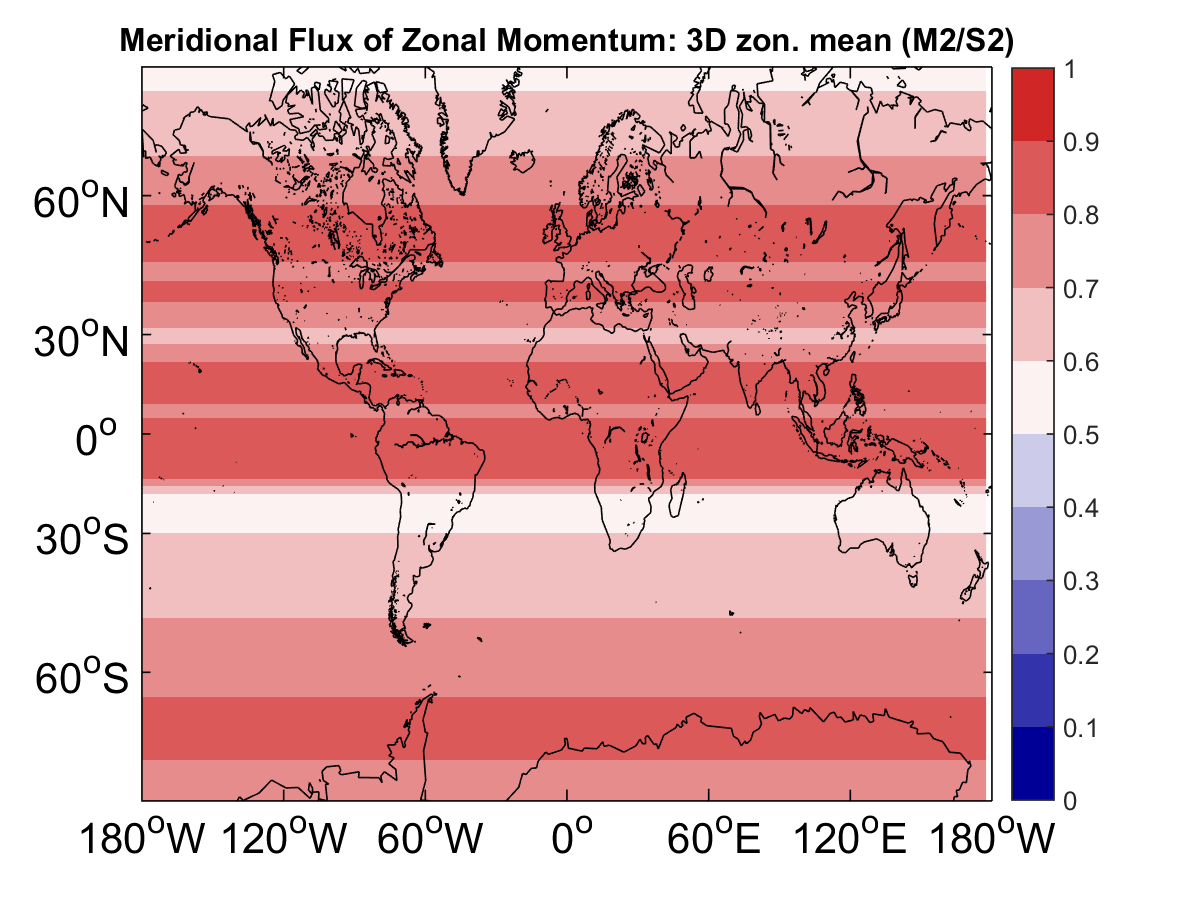 Meridional Flux of Zonal Momentum: 3D zon. mean (M2/S2)
60oN
30oN
0o
30oS
60oS
180oW 120oW 60oW 0o 60oE 120oE 180oW
1
0.9
0.8
0.7
0.6
0.5
0.4
0.3
0.2
0.1
0